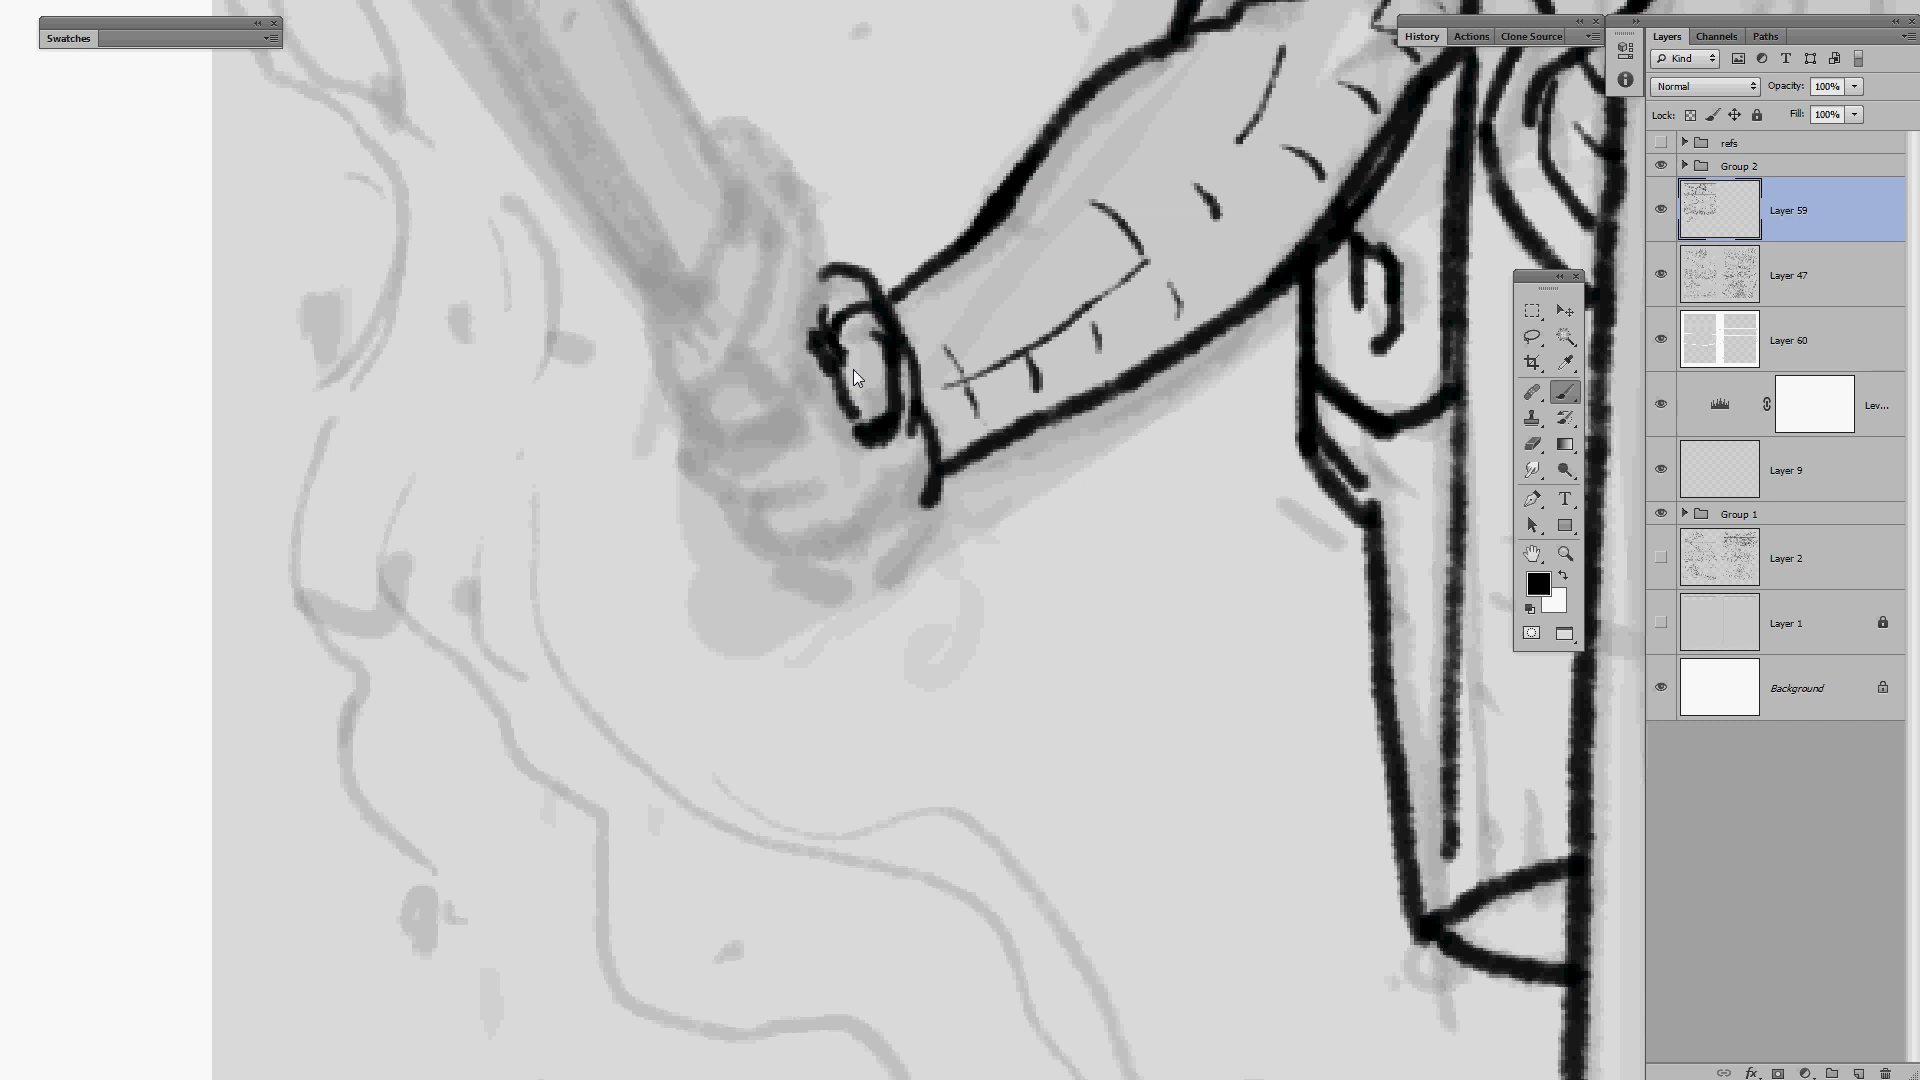 Swatches
History Actions Clone Source
Layers Channels Paths
Kind
Normal Opacity: 100%
Lock: Fill: 100%
refs
Group 2
Layer 59
Layer 47
Layer 60
Lev...
Layer 9
Group 1
Layer 2
Layer 1
Background
fx